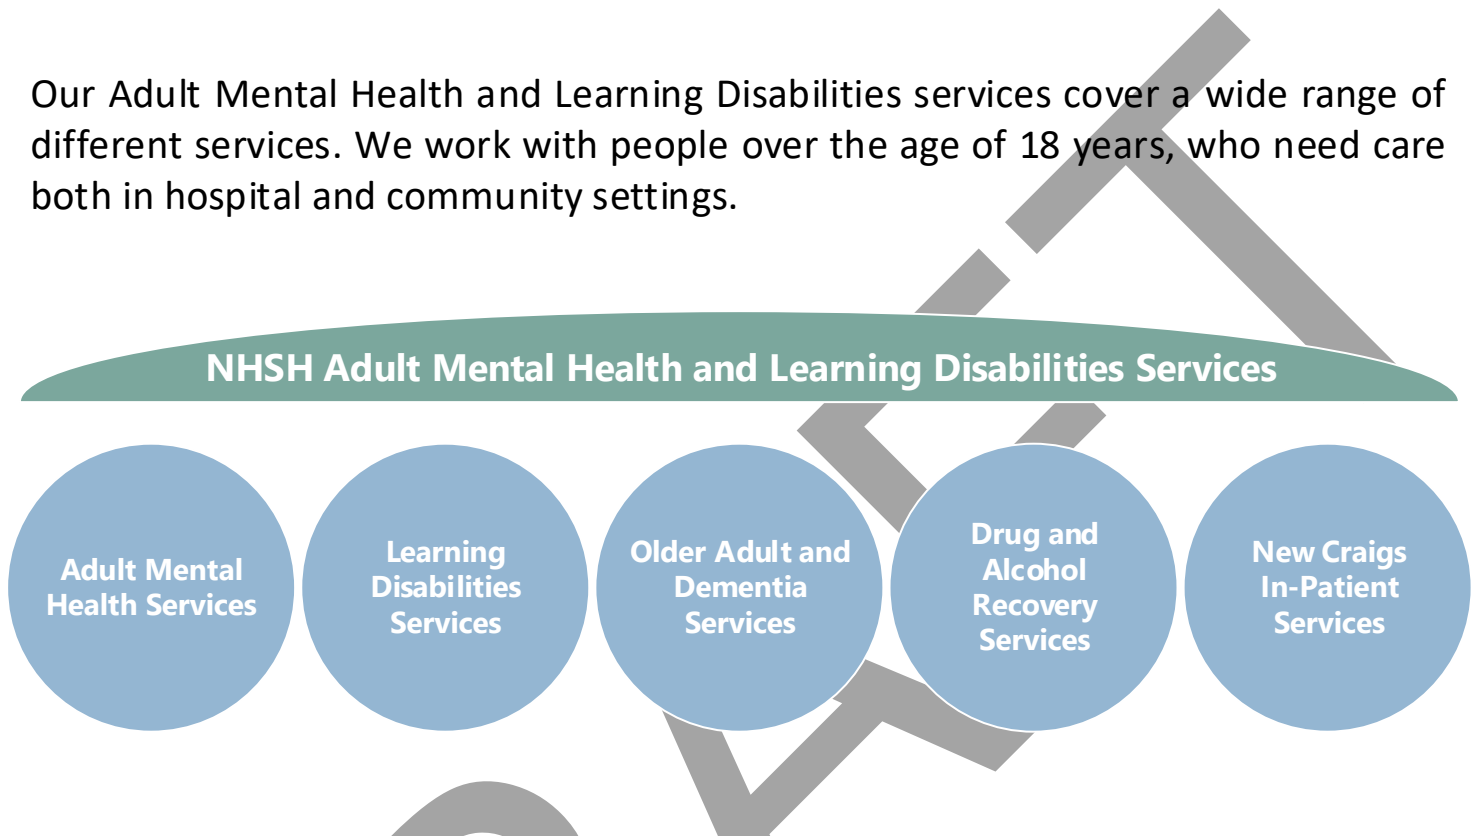 Our Adult Mental Health and Learning Disabilities services cover a wide range of
different services. We work with people over the age of 18 years, who need care
both in hospital and community settings.
NHSH Adult Mental Health and Learning Disabilities Services
Adult Mental
Health Services
Learning
Disabilities
Services
Older Adult and
Dementia
Services
Drug and
Alcohol
Recovery
Services
New Craigs
In-Patient
Services